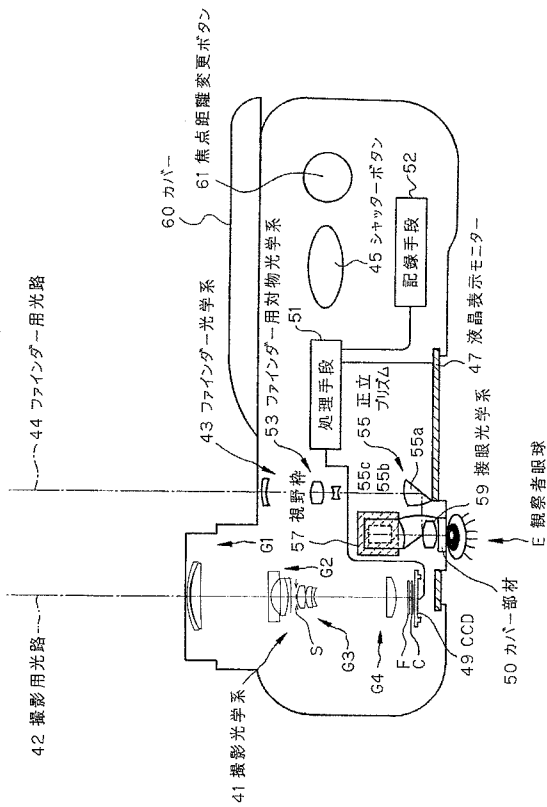 42 撮影用光路
44 ファインダー用光路
60 カバー
61 焦点距離変更ボタン
43 ファインダー光学系
53 ファインダー用対物光学系
41 撮影光学系
G1
57 視野枠
51
処理手段
45 シャッターボタン
G2
S
G3
55c
55b
55 正立
プリズム
55a
52
記録手段
G4
F
C
49 CCD
50 カバー部材
59 接眼光学系
47 液晶表示モニター
E 観察者眼球